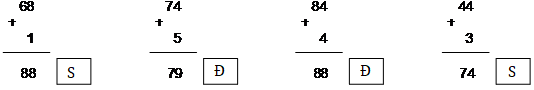 68 74 84 44
+ + + +
1 5 4 3
88 S 79 Đ 88 Đ 74 S